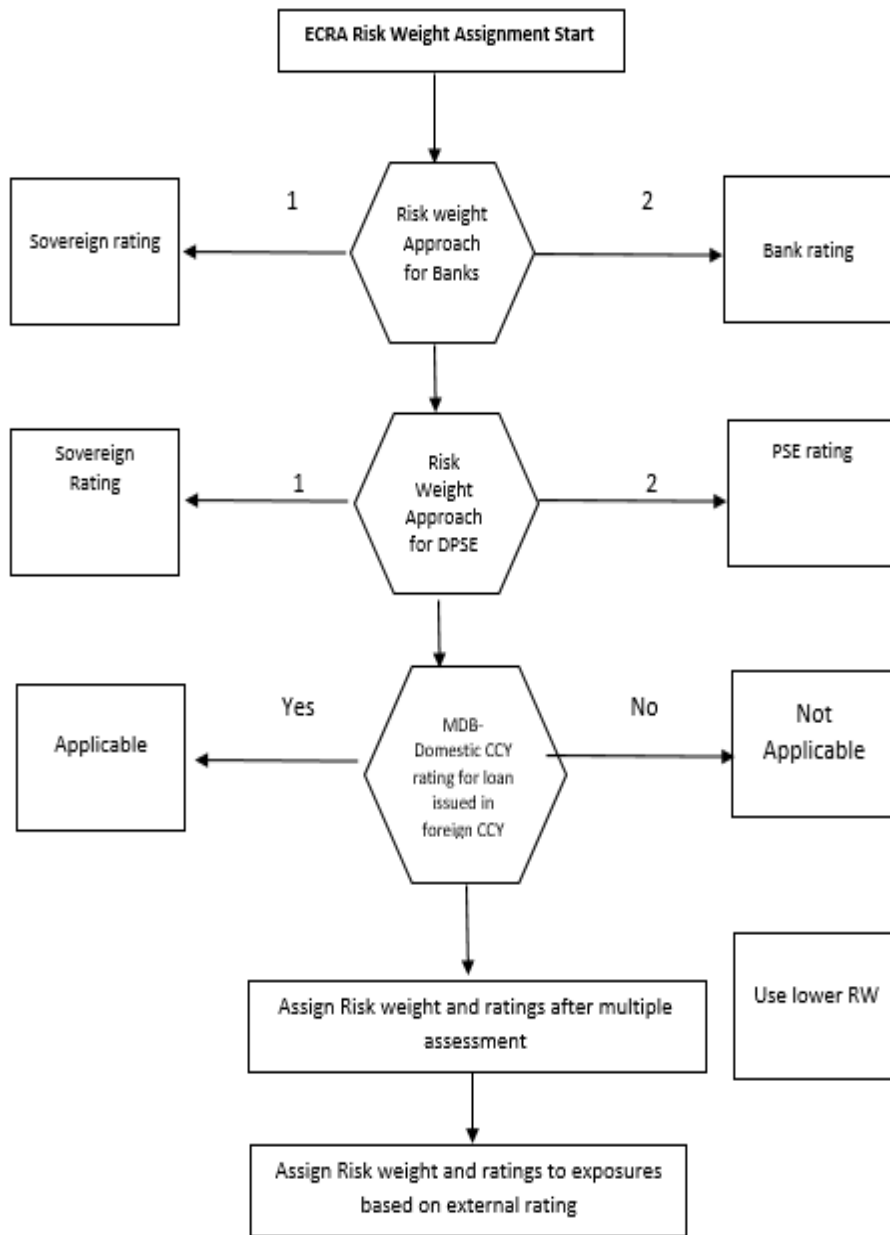 ECRA Risk Weight Assignment Start
1
2
Sovereign rating
Risk weight
Approach
for Banks
Bank rating
Sovereign
Rating
1
Risk
Weight
Approach
for DPSE
2
PSE rating
Applicable
Yes
MDB-
Domestic CCY
rating for loan
issued in
foreign CCY
No
Not
Applicable
Use lower RW
Assign Risk weight and ratings after multiple
assessment
Assign Risk weight and ratings to exposures
based on external rating